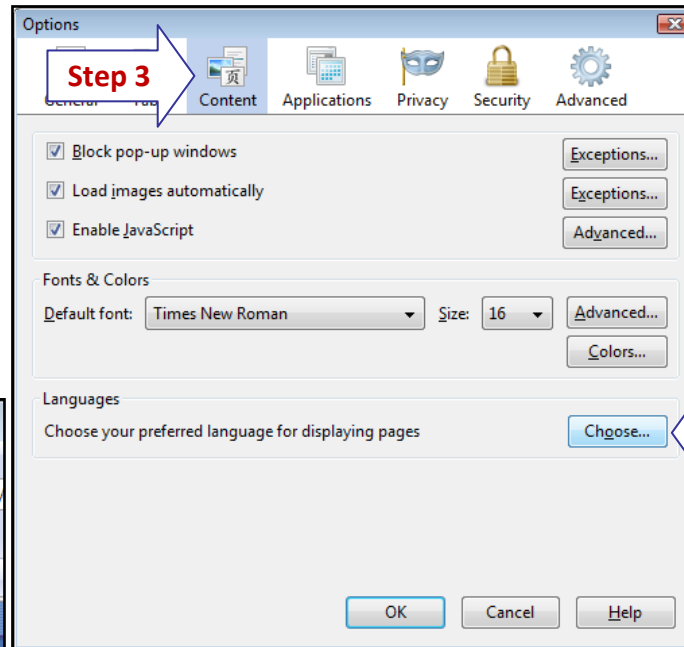 Options
Step 3
General Tabs Content Applications Privacy Security Advanced
Block pop-up windows Exceptions...
Load images automatically Exceptions...
Enable JavaScript Advanced...
Fonts & Colors
Default font: Times New Roman Size: 16 Advanced...
Colors...
Languages
Choose your preferred language for displaying pages Choose...
OK Cancel Help